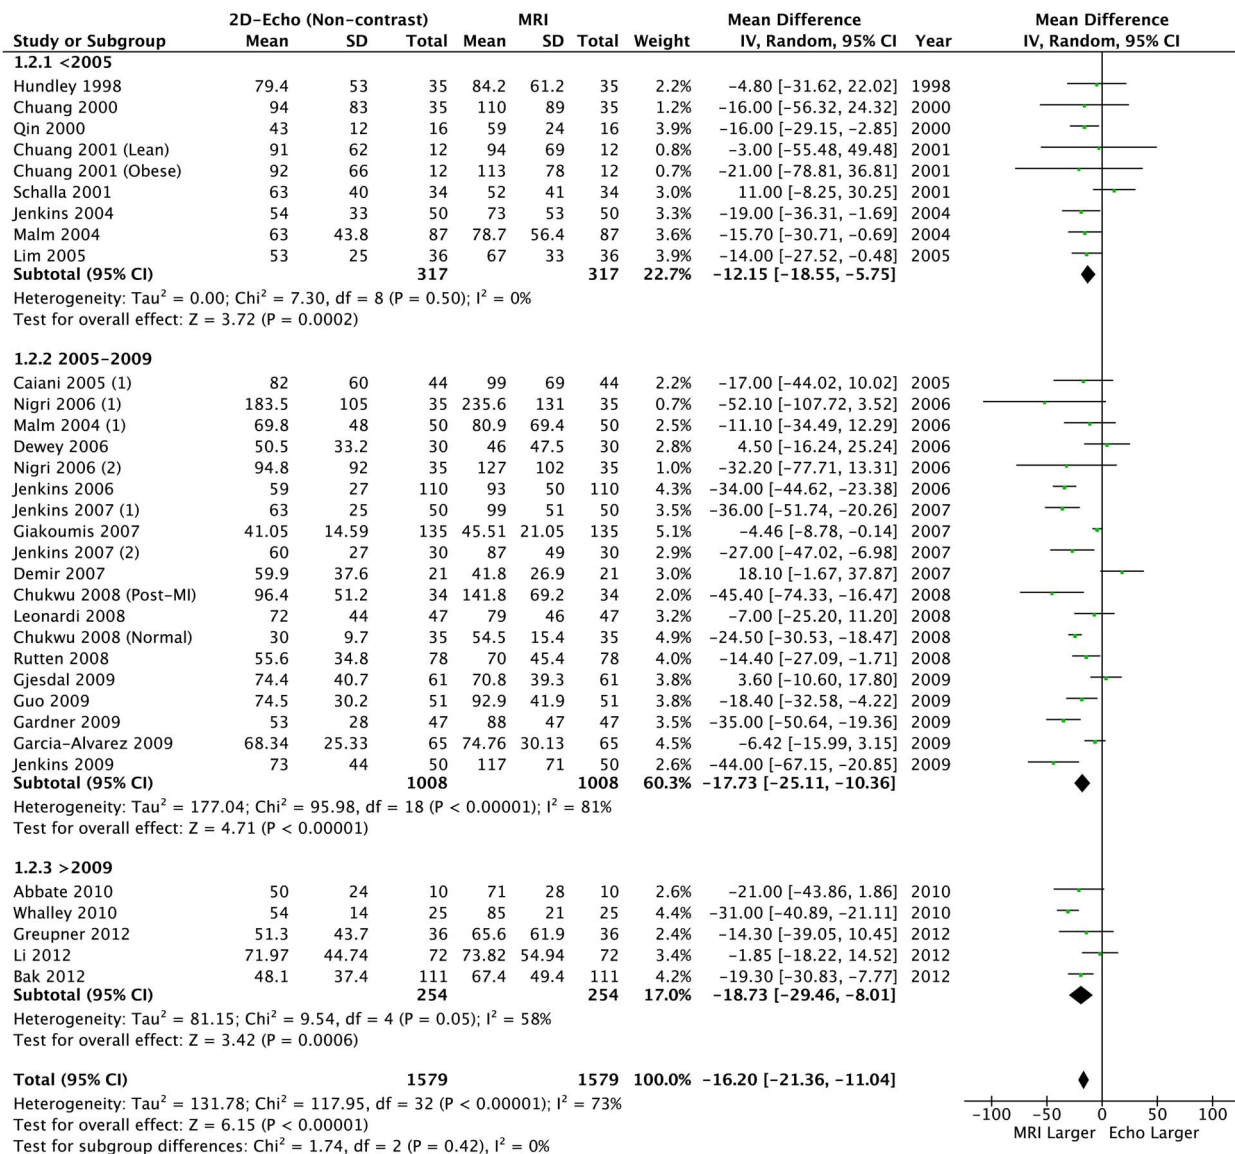 2D-Echo (Non-contrast) MRI Mean Difference Mean Difference
Study or Subgroup Mean SD Total Mean SD Total Weight IV, Random, 95% CI Year IV, Random, 95% CI
1.2.1 <2005
Hundley 1998 79.4 53 35 84.2 61.2 35 2.2% −4.80 [−31.62, 22.02] 1998
Chuang 2000 94 83 35 110 89 35 1.2% −16.00 [−56.32, 24.32] 2000
Qin 2000 43 12 16 59 24 16 3.9% −16.00 [−29.15, −2.85] 2000
Chuang 2001 (Lean) 91 62 12 94 69 12 0.8% −3.00 [−55.48, 49.48] 2001
Chuang 2001 (Obese) 92 66 12 113 78 12 0.7% −21.00 [−78.81, 36.81] 2001
Schalla 2001 63 40 34 52 41 34 3.0% 11.00 [−8.25, 30.25] 2001
Jenkins 2004 54 33 50 73 53 50 3.3% −19.00 [−36.31, −1.69] 2004
Malm 2004 63 43.8 87 78.7 56.4 87 3.6% −15.70 [−30.71, −0.69] 2004
Lim 2005 53 25 36 67 33 36 3.9% −14.00 [−27.52, −0.48] 2005
Subtotal (95% CI) 317 317 22.7% −12.15 [−18.55, −5.75]
Heterogeneity: Tau² = 0.00; Chi² = 7.30, df = 8 (P = 0.50); I² = 0%
Test for overall effect: Z = 3.72 (P = 0.0002)
1.2.2 2005−2009
Caiani 2005 (1) 82 60 44 99 69 44 2.2% −17.00 [−44.02, 10.02] 2005
Nigri 2006 (1) 183.5 105 35 235.6 131 35 0.7% −52.10 [−107.72, 3.52] 2006
Malm 2004 (1) 69.8 48 50 80.9 69.4 50 2.5% −11.10 [−34.49, 12.29] 2006
Dewey 2006 50.5 33.2 30 46 47.5 30 2.8% 4.50 [−16.24, 25.24] 2006
Nigri 2006 (2) 94.8 92 35 127 102 35 1.0% −32.20 [−77.71, 13.31] 2006
Jenkins 2006 59 27 110 93 50 110 4.3% −34.00 [−44.62, −23.38] 2006
Jenkins 2007 (1) 63 25 50 99 51 50 3.5% −36.00 [−51.74, −20.26] 2007
Giakoumis 2007 41.05 14.59 135 45.51 21.05 135 5.1% −4.46 [−8.78, −0.14] 2007
Jenkins 2007 (2) 60 27 30 87 49 30 2.9% −27.00 [−47.02, −6.98] 2007
Demir 2007 59.9 37.6 21 41.8 26.9 21 3.0% 18.10 [−1.67, 37.87] 2007
Chukwu 2008 (Post−MI) 96.4 51.2 34 141.8 69.2 34 2.0% −45.40 [−74.33, −16.47] 2008
Leonardi 2008 72 44 47 79 46 47 3.2% −7.00 [−25.20, 11.20] 2008
Chukwu 2008 (Normal) 30 9.7 35 54.5 15.4 35 4.9% −24.50 [−30.53, −18.47] 2008
Rutten 2008 55.6 34.8 78 70 45.4 78 4.0% −14.40 [−27.09, −1.71] 2008
Gjesdal 2009 74.4 40.7 61 70.8 39.3 61 3.8% 3.60 [−10.60, 17.80] 2009
Guo 2009 74.5 30.2 51 92.9 41.9 51 3.8% −18.40 [−32.58, −4.22] 2009
Gardner 2009 53 28 47 88 47 47 3.5% −35.00 [−50.64, −19.36] 2009
Garcia−Alvarez 2009 68.34 25.33 65 74.76 30.13 65 4.5% −6.42 [−15.99, 3.15] 2009
Jenkins 2009 73 44 50 117 71 50 2.6% −44.00 [−67.15, −20.85] 2009
Subtotal (95% CI) 1008 1008 60.3% −17.73 [−25.11, −10.36]
Heterogeneity: Tau² = 177.04; Chi² = 95.98, df = 18 (P < 0.00001); I² = 81%
Test for overall effect: Z = 4.71 (P < 0.00001)
1.2.3 >2009
Abbate 2010 50 24 10 71 28 10 2.6% −21.00 [−43.86, 1.86] 2010
Whalley 2010 54 14 25 85 21 25 4.4% −31.00 [−40.89, −21.11] 2010
Greupner 2012 51.3 43.7 36 65.6 61.9 36 2.4% −14.30 [−39.05, 10.45] 2012
Li 2012 71.97 44.74 72 73.82 54.94 72 3.4% −1.85 [−18.22, 14.52] 2012
Bak 2012 48.1 37.4 111 67.4 49.4 111 4.2% −19.30 [−30.83, −7.77] 2012
Subtotal (95% CI) 254 254 17.0% −18.73 [−29.46, −8.01]
Heterogeneity: Tau² = 81.15; Chi² = 9.54, df = 4 (P = 0.05); I² = 58%
Test for overall effect: Z = 3.42 (P = 0.0006)
Total (95% CI) 1579 1579 100.0% −16.20 [−21.36, −11.04]
Heterogeneity: Tau² = 131.78; Chi² = 117.95, df = 32 (P < 0.00001); I² = 73%
Test for overall effect: Z = 6.15 (P < 0.00001)
Test for subgroup differences: Chi² = 1.74, df = 2 (P = 0.42), I² = 0%
−100 −50 0 50 100
MRI Larger Echo Larger